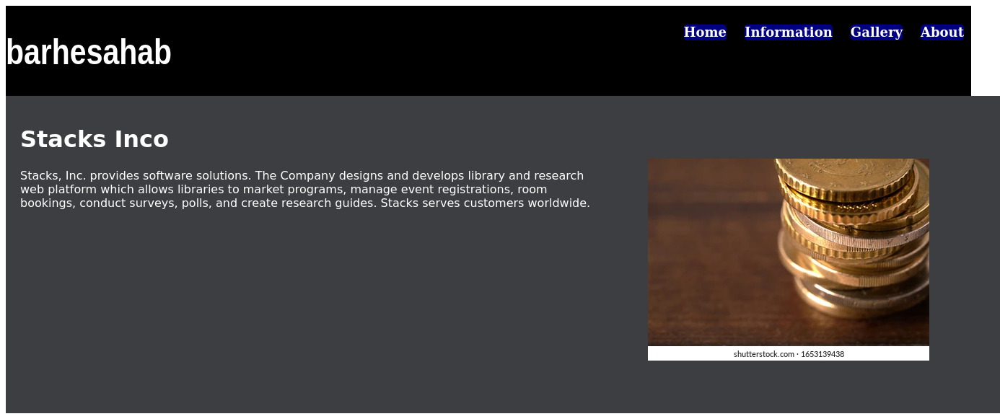 barhesahab
Home Information Gallery About
Stacks Inco
Stacks, Inc. provides software solutions. The Company designs and develops library and research
web platform which allows libraries to market programs, manage event registrations, room
bookings, conduct surveys, polls, and create research guides. Stacks serves customers worldwide.
shutterstock.com · 1653139438